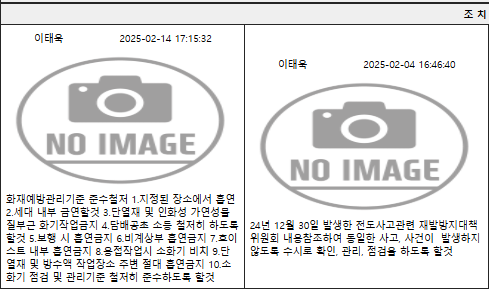 조 치
이태욱 2025-02-14 17:15:32
NO IMAGE
화재예방관리기준 준수철저 1.지정된 장소에서 흡연
2.세대 내부 금연할것 3.단열재 및 인화성 가연성물
질부근 화기작업금지 4.담배꽁초 소등 철저히 하도록
할것 5.보행 시 흡연금지 6.비계상부 흡연금지 7.호이
스트 내부 흡연금지 8.용접작업시 소화기 비치 9.단
열재 및 방수액 작업장소 주변 절대 흡연금지 10.소
화기 점검 및 관리기준 철저히 준수하도록 할것
이태욱 2025-02-04 16:46:40
NO IMAGE
24년 12월 30일 발생한 전도사고관련 재발방지대책
위원회 내용참조하여 동일한 사고, 사건이 발생하지
않도록 수시로 확인, 관리, 점검을 하도록 할것